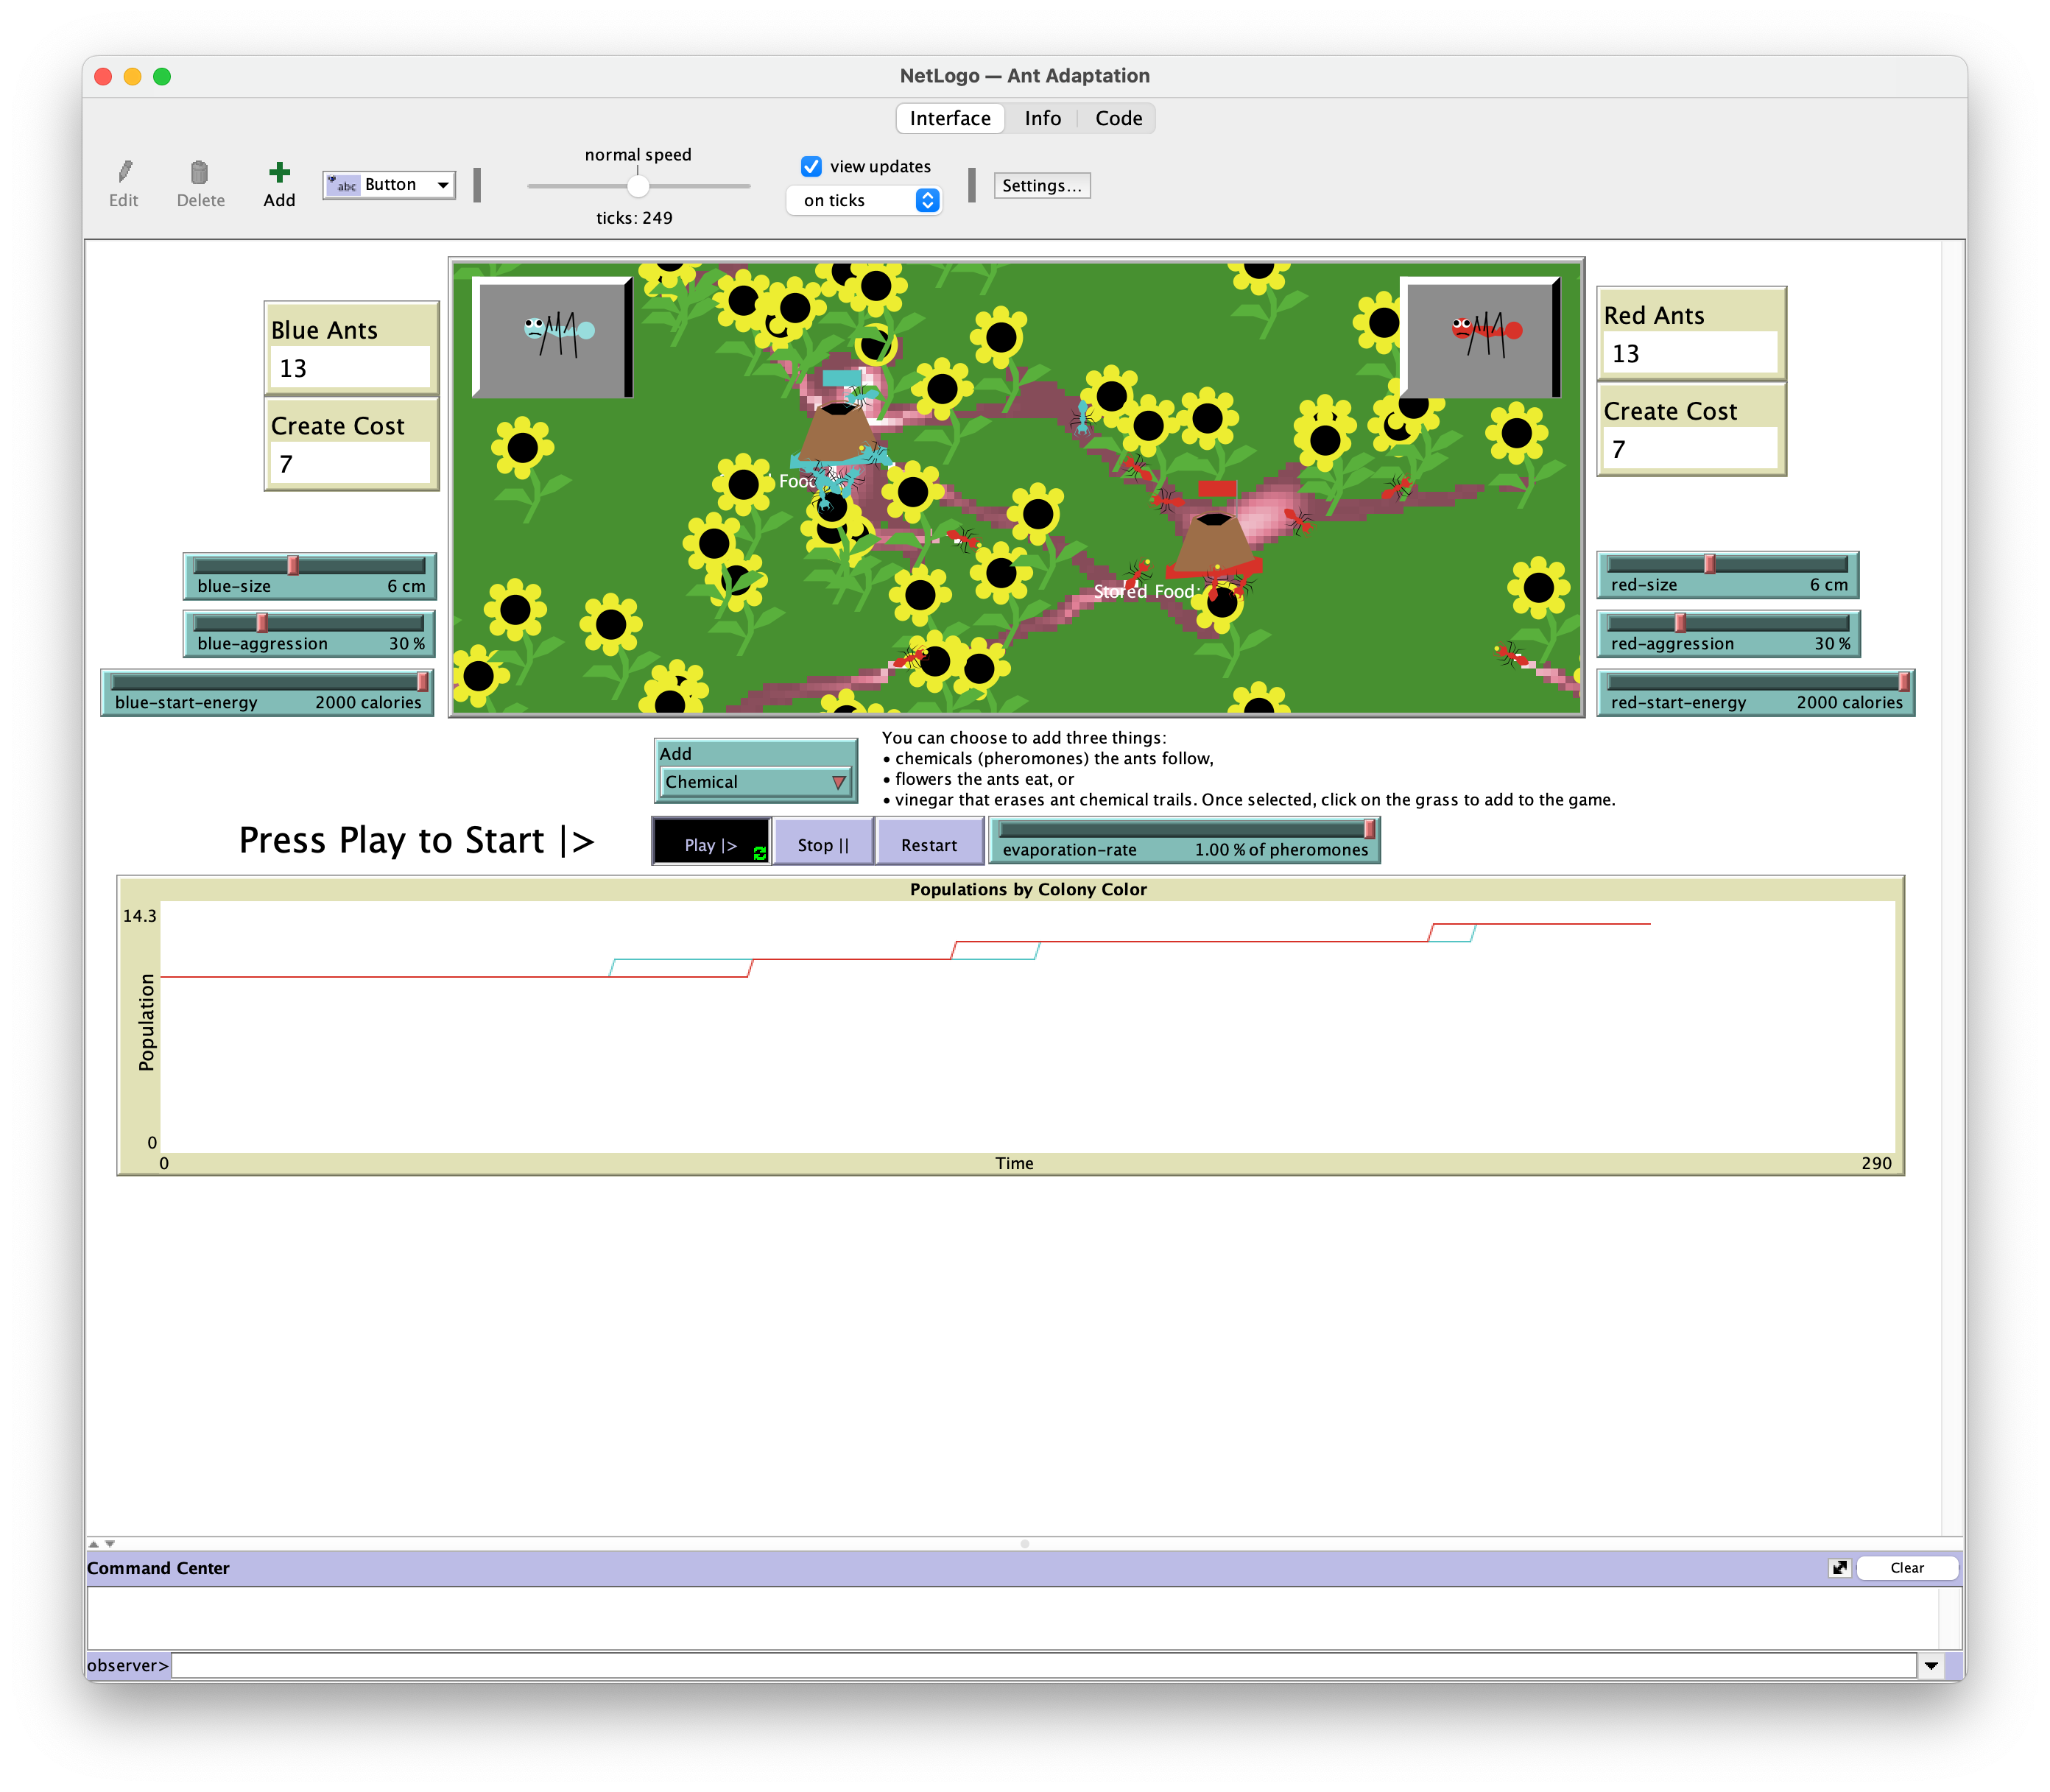 NetLogo — Ant Adaptation
Interface Info Code
Edit
Delete
Add
abc Button
normal speed
ticks: 249
view updates
on ticks
Settings...
Blue Ants
13
Create Cost
7
blue-size 6 cm
blue-aggression 30 %
blue-start-energy 2000 calories
Food
Stored Food:
Red Ants
13
Create Cost
7
red-size 6 cm
red-aggression 30 %
red-start-energy 2000 calories
Add
Chemical
You can choose to add three things:
• chemicals (pheromones) the ants follow,
• flowers the ants eat, or
• vinegar that erases ant chemical trails. Once selected, click on the grass to add to the game.
Press Play to Start |>
Play |>
Stop ||
Restart
evaporation-rate 1.00 % of pheromones
Populations by Colony Color
14.3
Population
0
0 Time 290
Command Center
Clear
observer>